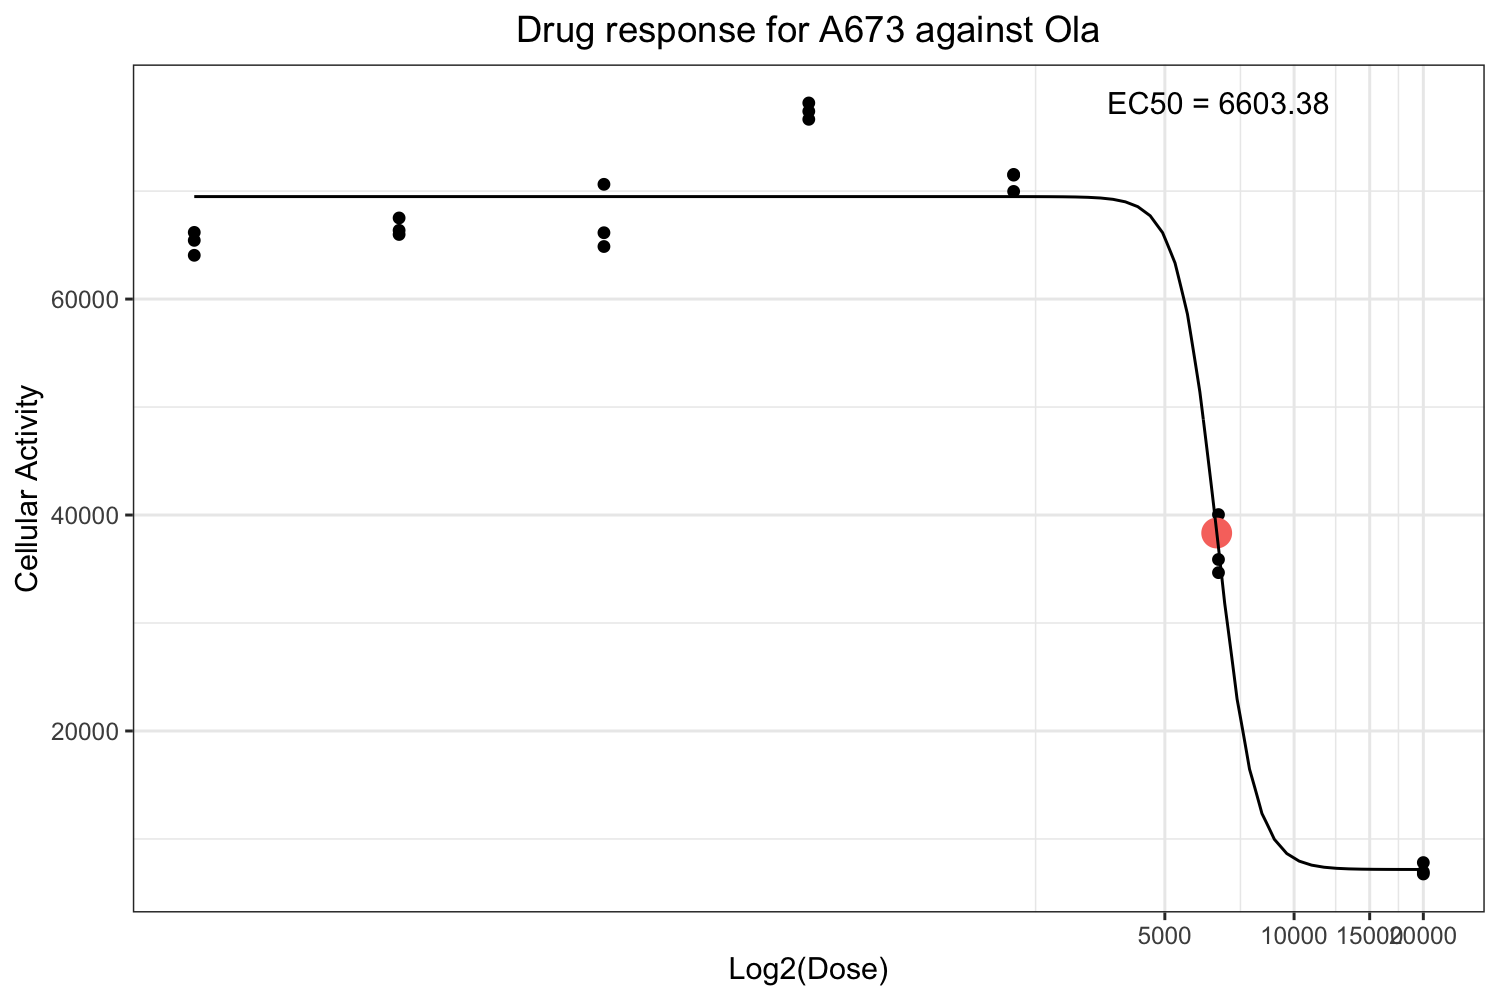 Drug response for A673 against Ola
EC50 = 6603.38
60000
40000
20000
Cellular Activity
5000 10000 15000 20000
Log2(Dose)